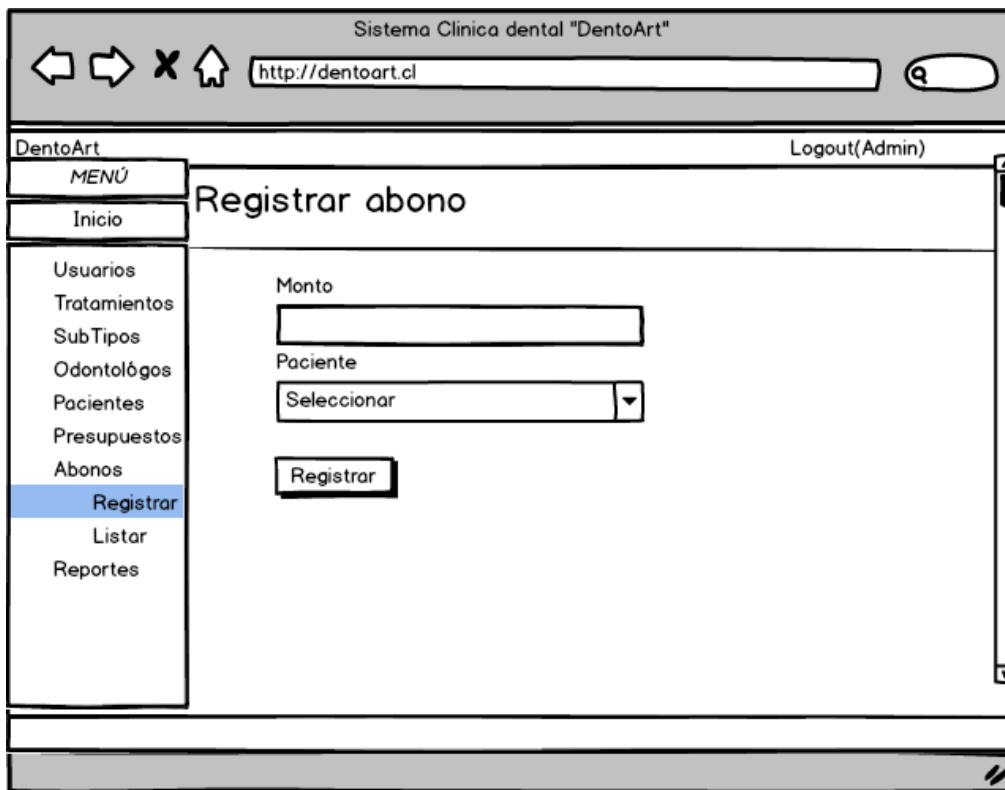 Sistema Clinica dental "DentoArt"
http://dentoart.cl
DentoArt
Logout(Admin)
MENÚ
Inicio
Usuarios
Tratamientos
SubTipos
Odontológos
Pacientes
Presupuestos
Abonos
Registrar
Listar
Reportes
Registrar abono
Monto
Paciente
Seleccionar
Registrar